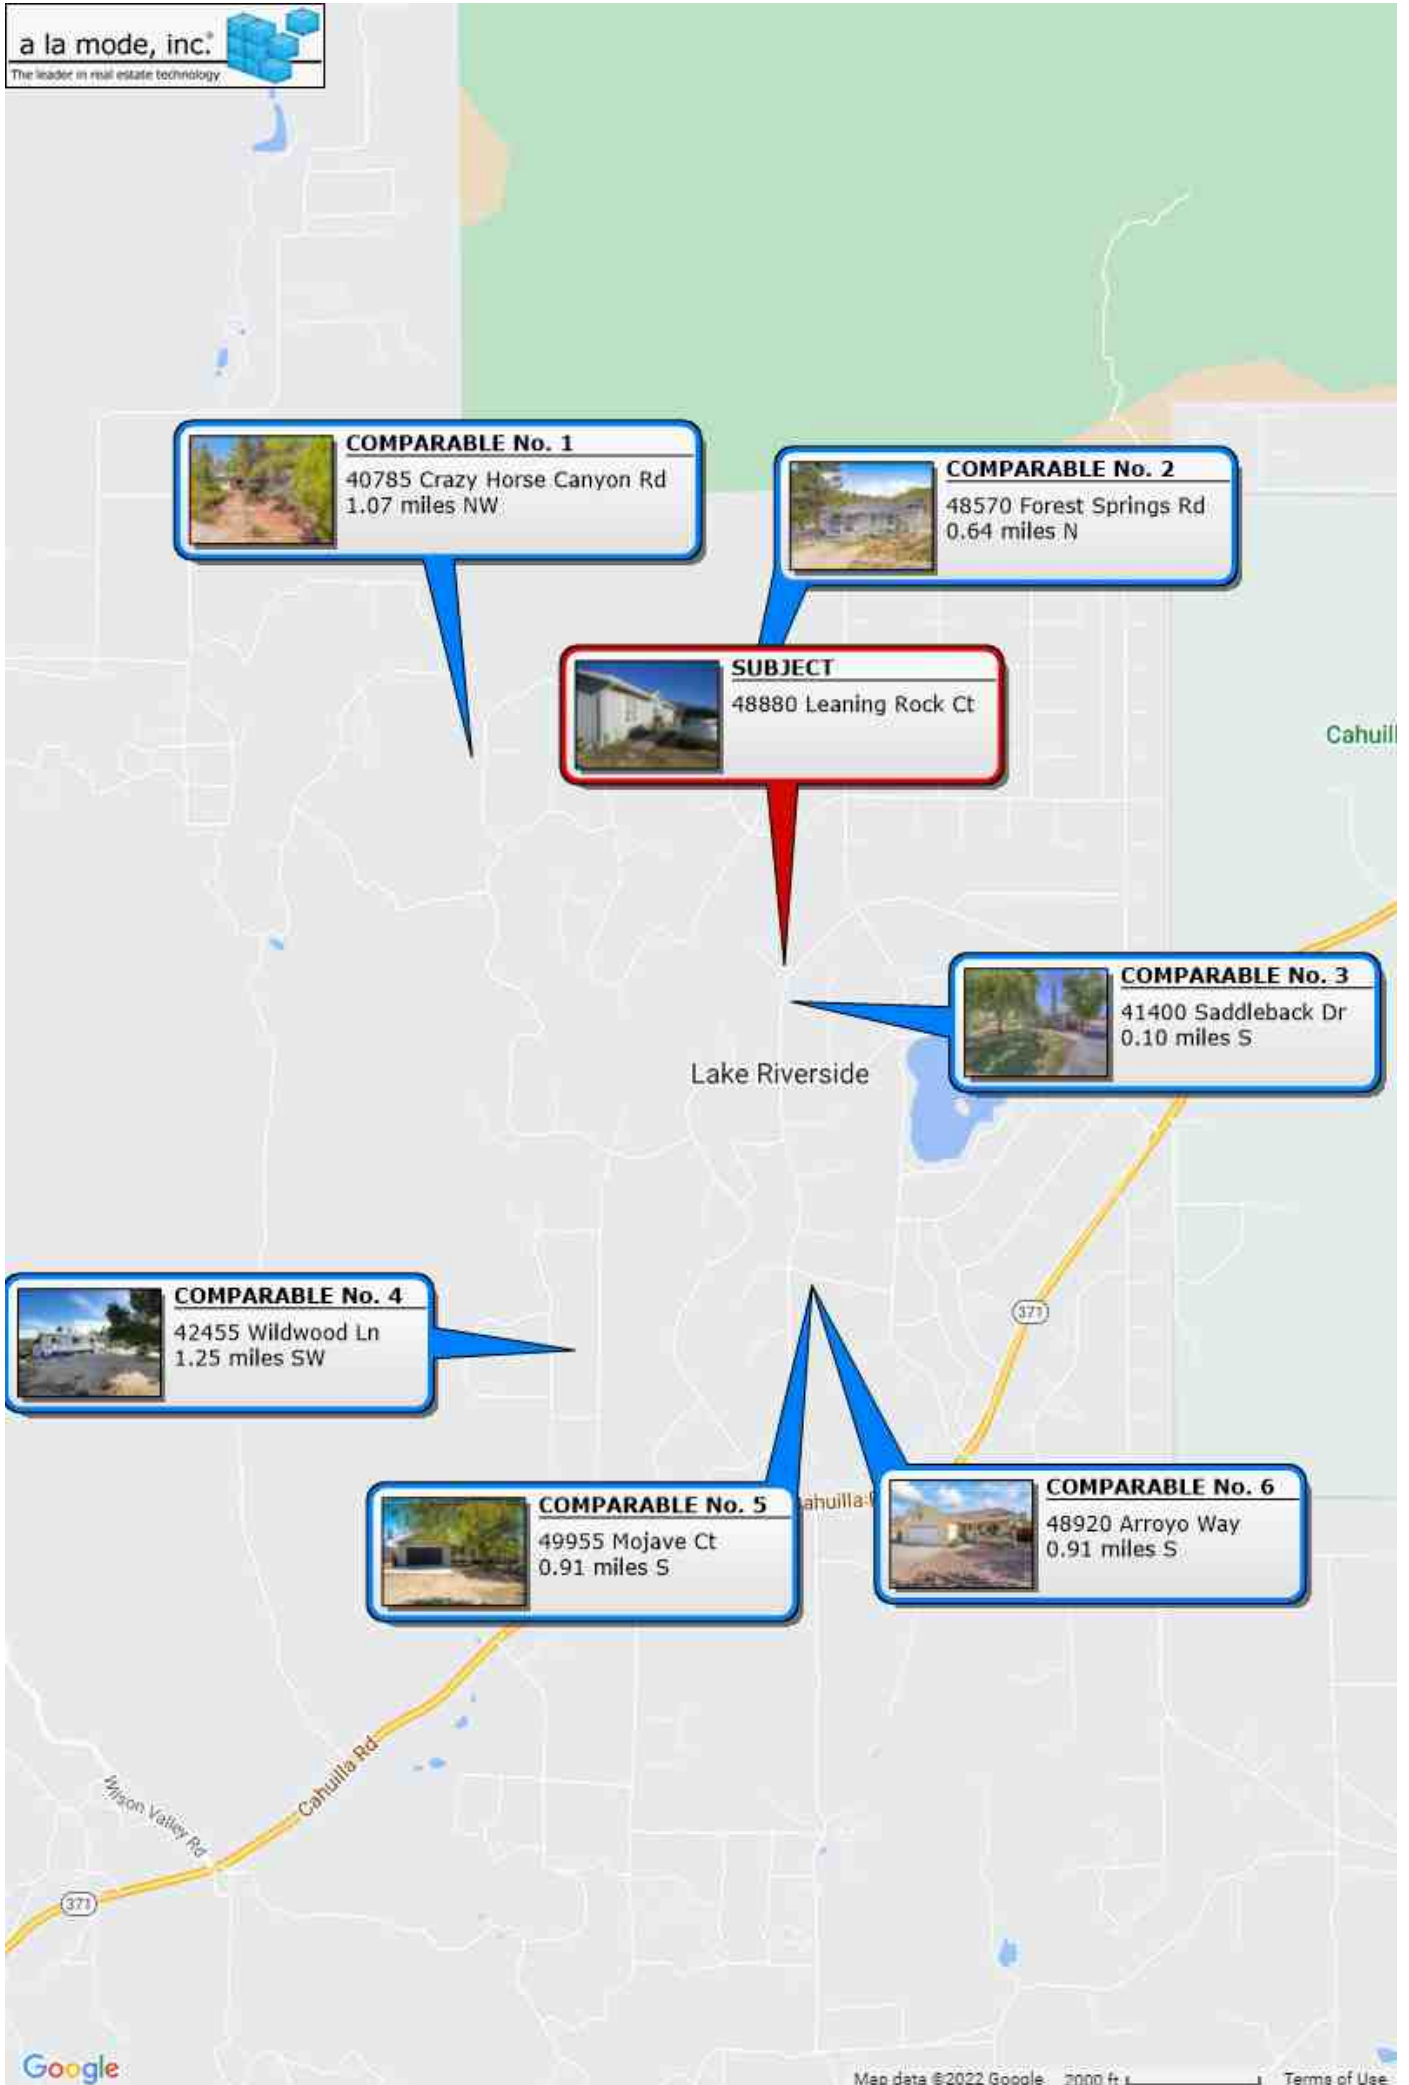 a la mode, inc.®
The leader in real estate technology
COMPARABLE No. 1
40785 Crazy Horse Canyon Rd
1.07 miles NW
COMPARABLE No. 2
48570 Forest Springs Rd
0.64 miles N
SUBJECT
48880 Leaning Rock Ct
Cahuill
COMPARABLE No. 3
41400 Saddleback Dr
0.10 miles S
Lake Riverside
COMPARABLE No. 4
42455 Wildwood Ln
1.25 miles SW
371
COMPARABLE No. 5
49955 Mojave Ct
0.91 miles S
ahuilla
COMPARABLE No. 6
48920 Arroyo Way
0.91 miles S
Cahuilla Rd
Wilson Valley Rd
371
Google
Map data ©2022 Google 2000 ft Terms of Use